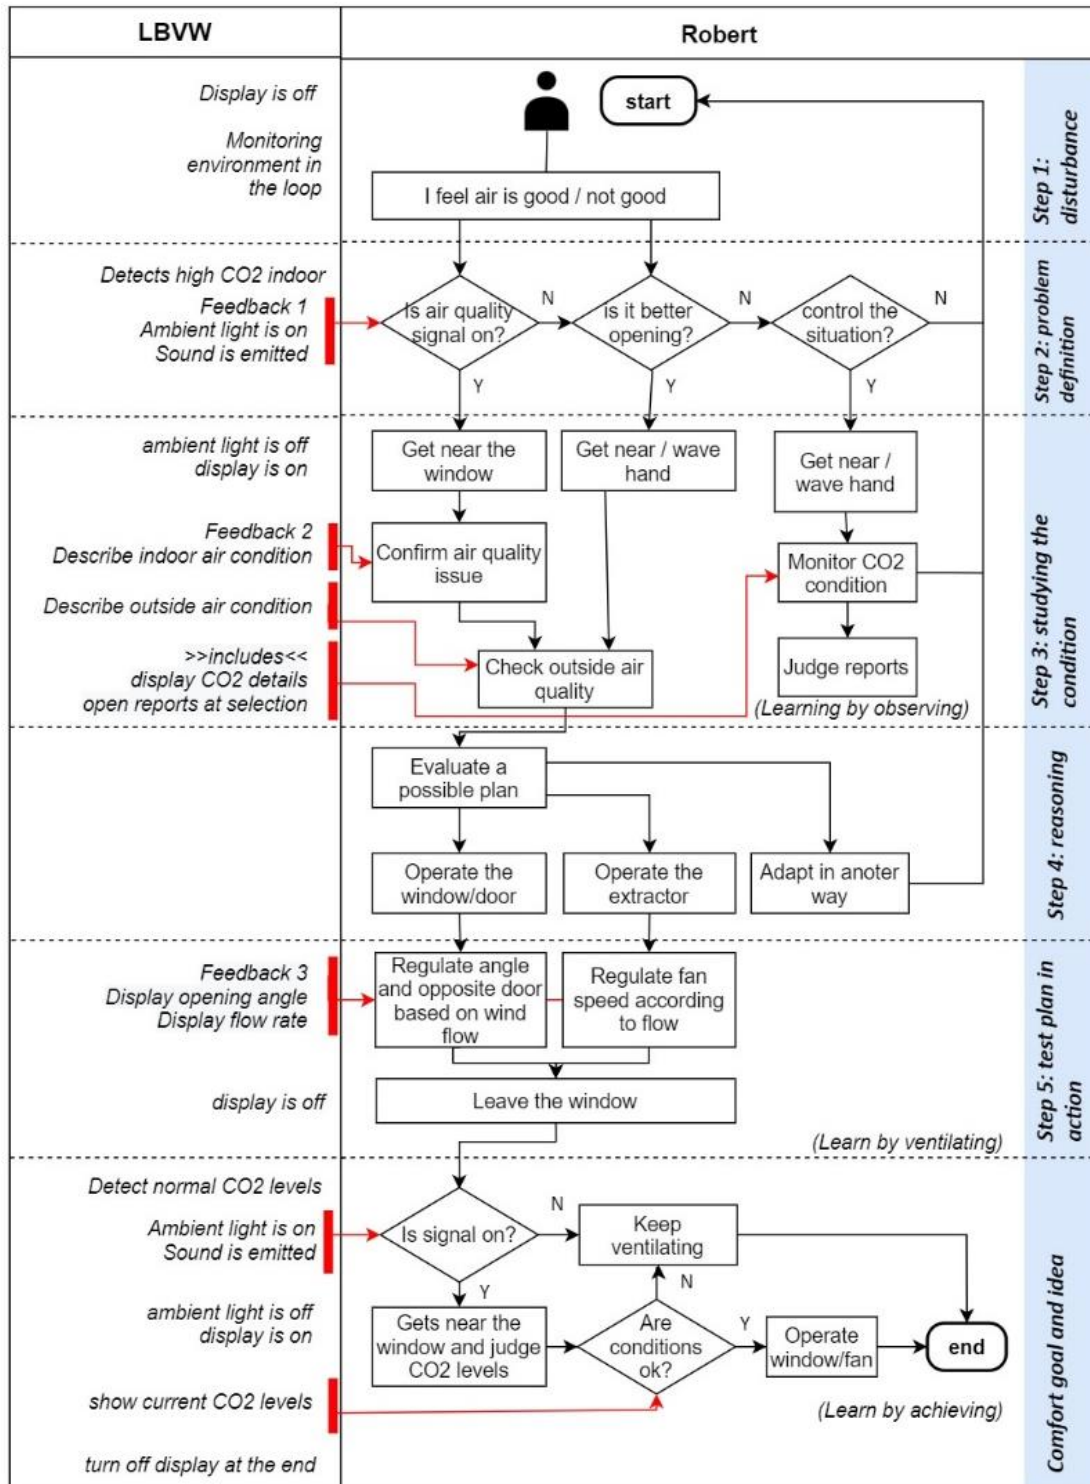 LBVW
Robert
Display is off
start
Monitoring
environment in
the loop
I feel air is good / not good
Step 1:
disturbance
Detects high CO2 indoor
Feedback 1
Ambient light is on
Sound is emitted
Is air quality
signal on?
N
is it better
opening?
N
control the
situation?
N
Y
Y
Y
Step 2: problem
definition
ambient light is off
display is on
Get near the
window
Get near / wave
hand
Get near /
wave hand
Feedback 2
Describe indoor air condition
Confirm air quality
issue
Monitor CO2
condition
Describe outside air condition
>>includes<<
display CO2 details
open reports at selection
Check outside air
quality
Judge reports
(Learning by observing)
Step 3: studying the
condition
Evaluate a
possible plan
Operate the
window/door
Operate the
extractor
Adapt in anoter
way
Step 4: reasoning
Feedback 3
Display opening angle
Display flow rate
Regulate angle
and opposite door
based on wind
flow
Regulate fan
speed according
to flow
display is off
Leave the window
(Learn by ventilating)
Step 5: test plan in
action
Detect normal CO2 levels
Ambient light is on
Sound is emitted
Is signal on?
N
Keep
ventilating
Y
N
ambient light is off
display is on
Gets near the
window and judge
CO2 levels
Are
conditions
ok?
Y
Operate
window/fan
end
show current CO2 levels
(Learn by achieving)
turn off display at the end
Comfort goal and idea